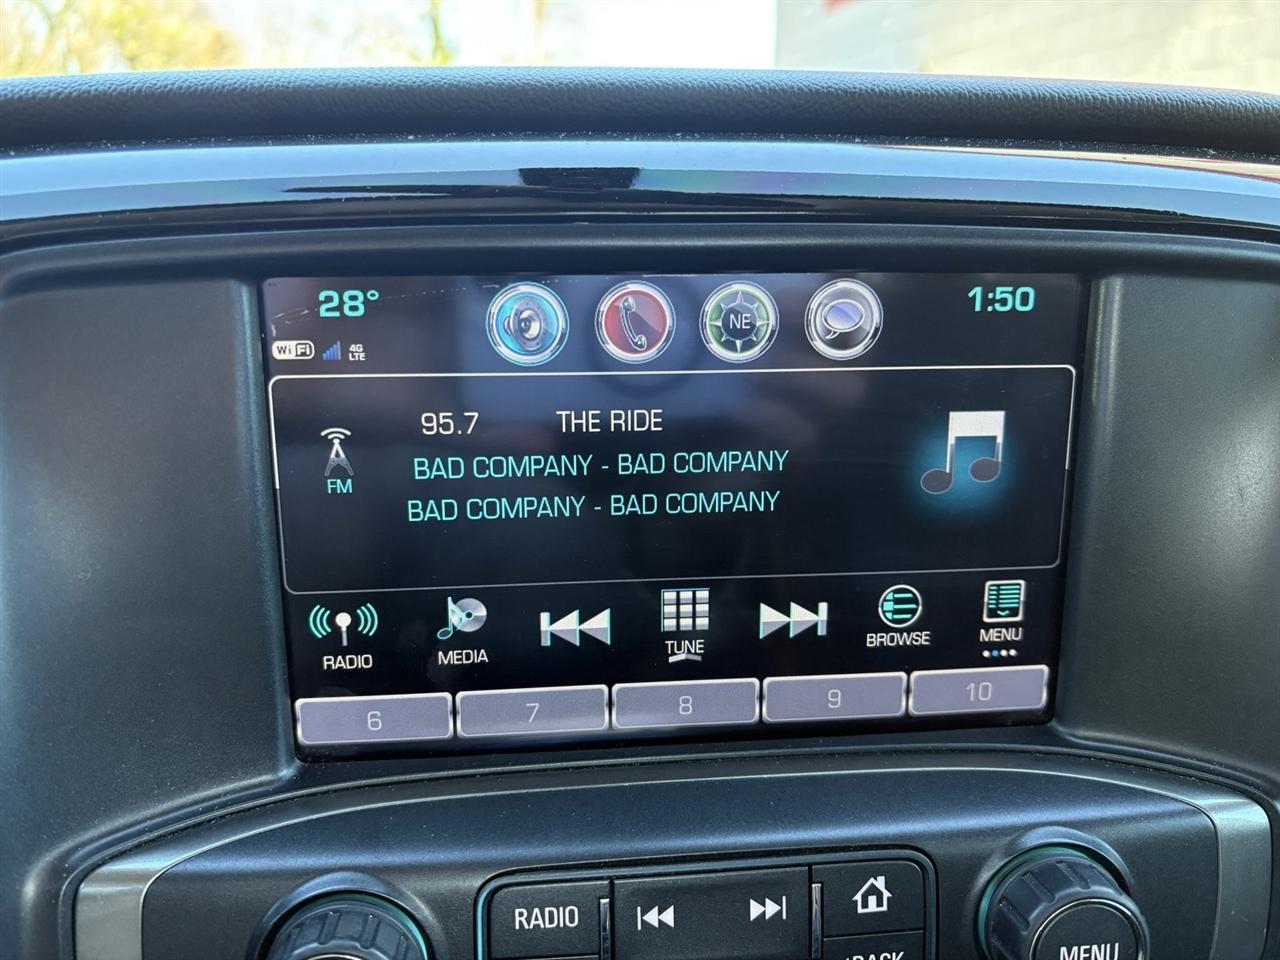 28°
NE
1:50
WiFi
4G
LTE
95.7 THE RIDE
BAD COMPANY - BAD COMPANY
FM
BAD COMPANY - BAD COMPANY
RADIO
MEDIA
TUNE
BROWSE
MENU
6
7
8
9
10
RADIO
MENU
BACK